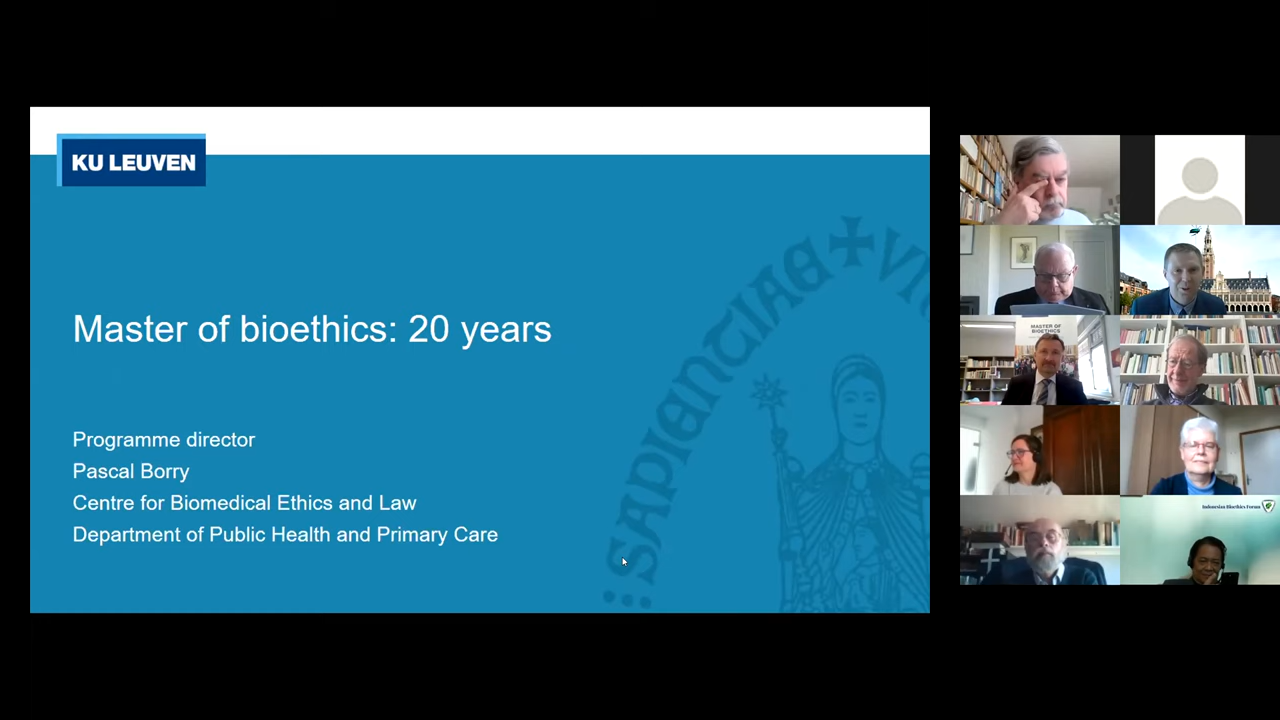 KU LEUVEN
Master of bioethics: 20 years
Programme director
Pascal Borry
Centre for Biomedical Ethics and Law
Department of Public Health and Primary Care
SAPIENTIAE
MASTER OF
BIOETHICS
Indonesian Bioethics Forum